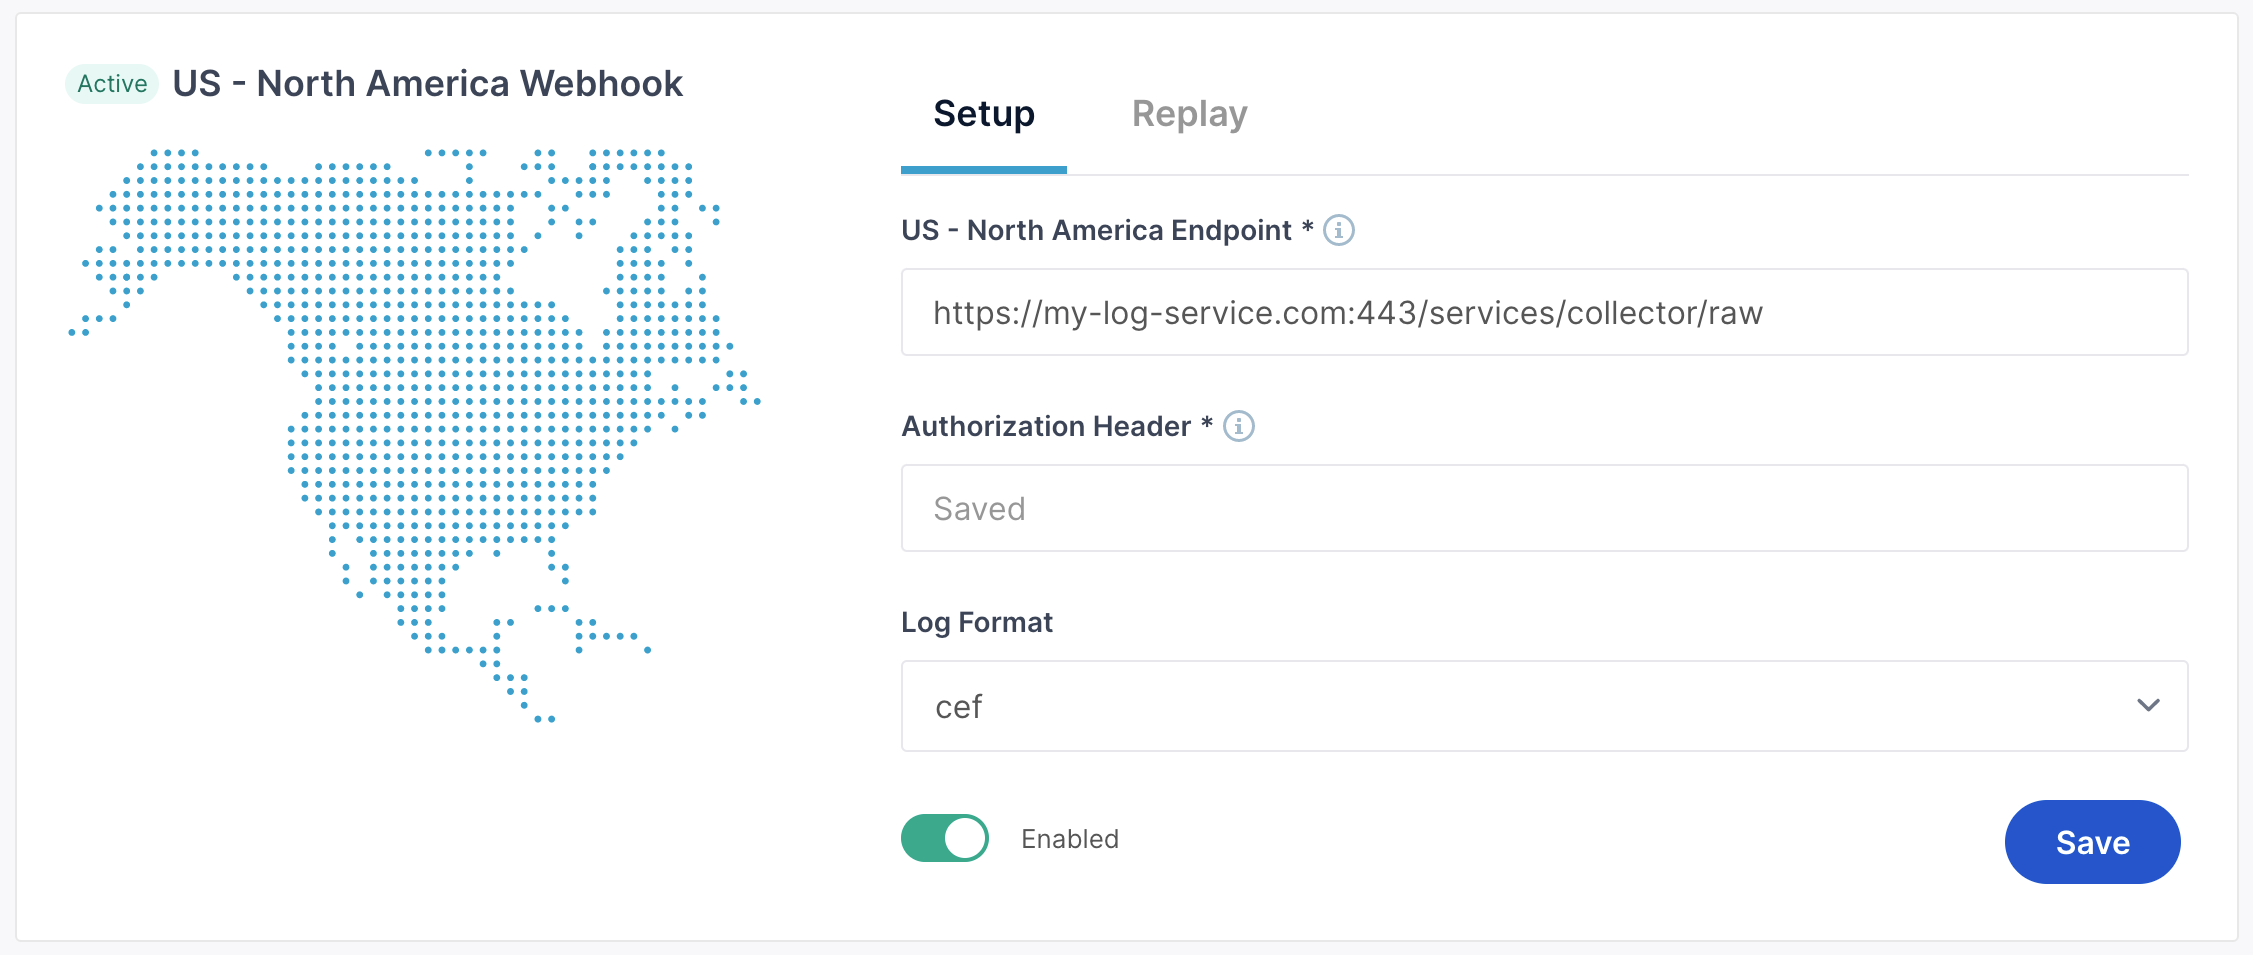 Active US - North America Webhook
Setup Replay
US - North America Endpoint *
https://my-log-service.com:443/services/collector/raw
Authorization Header *
Saved
Log Format
cef
Enabled
Save